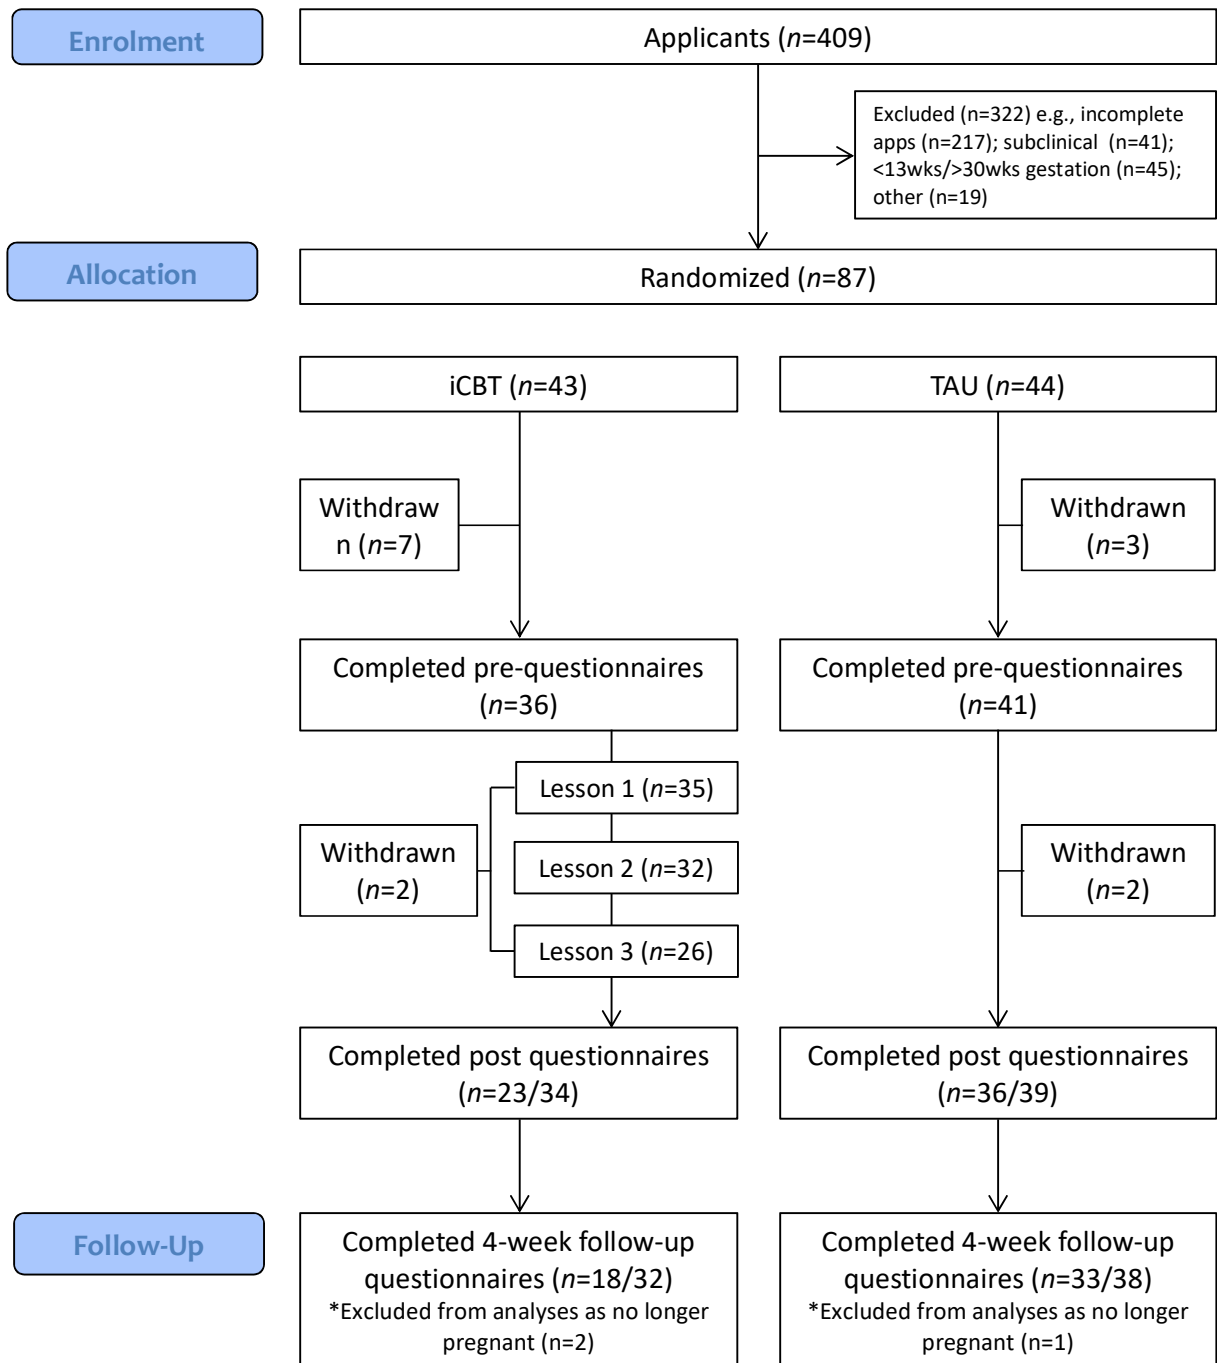 Enrolment
Applicants (n=409)
Excluded (n=322) e.g., incomplete
apps (n=217); subclinical (n=41);
<13wks/>30wks gestation (n=45);
other (n=19)
Allocation
Randomized (n=87)
iCBT (n=43)
TAU (n=44)
Withdraw
n (n=7)
Withdrawn
(n=3)
Completed pre-questionnaires
(n=36)
Completed pre-questionnaires
(n=41)
Lesson 1 (n=35)
Withdrawn
(n=2)
Lesson 2 (n=32)
Withdrawn
(n=2)
Lesson 3 (n=26)
Completed post questionnaires
(n=23/34)
Completed post questionnaires
(n=36/39)
Follow-Up
Completed 4-week follow-up
questionnaires (n=18/32)
*Excluded from analyses as no longer
pregnant (n=2)
Completed 4-week follow-up
questionnaires (n=33/38)
*Excluded from analyses as no longer
pregnant (n=1)